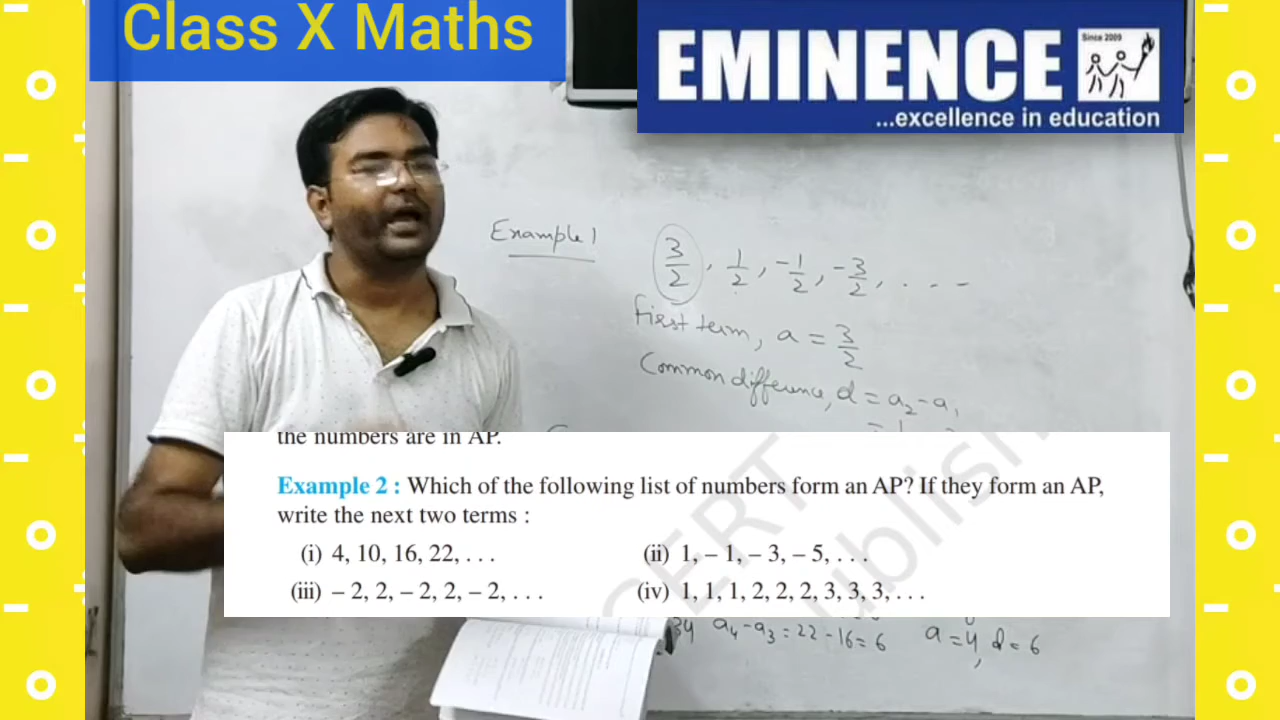 Class X Maths
EMINENCE
Since 2009
...excellence in education
Example 1
3/2, 1/2, -1/2, -3/2, . . . -
First term, a = 3/2
Common difference, d = a₂ - a₁
the numbers are in AP.
Example 2 : Which of the following list of numbers form an AP? If they form an AP,
write the next two terms :
(i) 4, 10, 16, 22, . . .
(ii) 1, – 1, – 3, – 5, . . .
(iii) – 2, 2, – 2, 2, – 2, . . .
(iv) 1, 1, 1, 2, 2, 2, 3, 3, 3, . . .
34 a₄-a₃ = 22 - 16 = 6 a = 4, d = 6